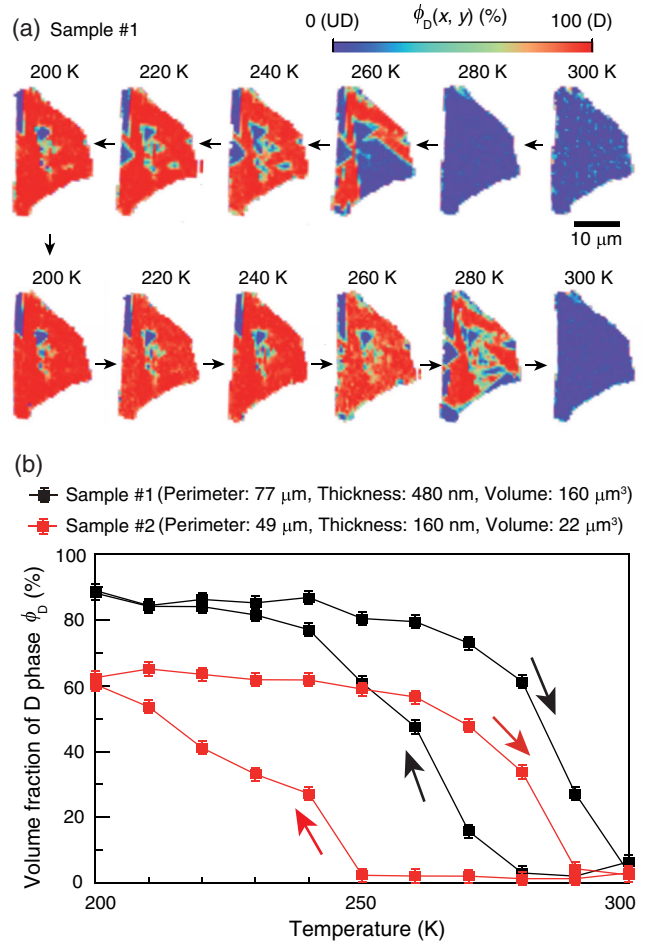 (a) Sample #1
0 (UD) ϕD(x, y) (%) 100 (D)
200 K 220 K 240 K 260 K 280 K 300 K
10 μm
200 K 220 K 240 K 260 K 280 K 300 K
(b)
Sample #1 (Perimeter: 77 μm, Thickness: 480 nm, Volume: 160 μm³)
Sample #2 (Perimeter: 49 μm, Thickness: 160 nm, Volume: 22 μm³)
Volume fraction of D phase ϕD (%)
100
80
60
40
20
0
200 250 300
Temperature (K)